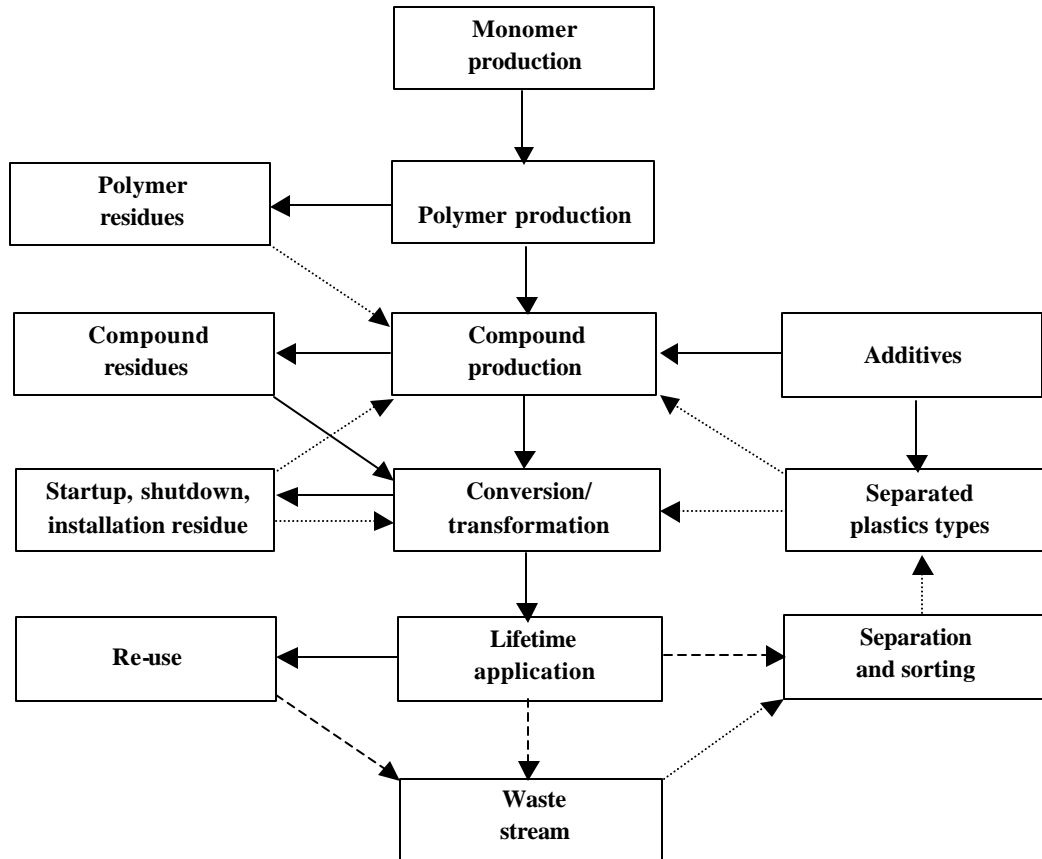 Monomer
production
Polymer
residues
Polymer production
Compound
residues
Compound
production
Additives
Startup, shutdown,
installation residue
Conversion/
transformation
Separated
plastics types
Re-use
Lifetime
application
Separation
and sorting
Waste
stream